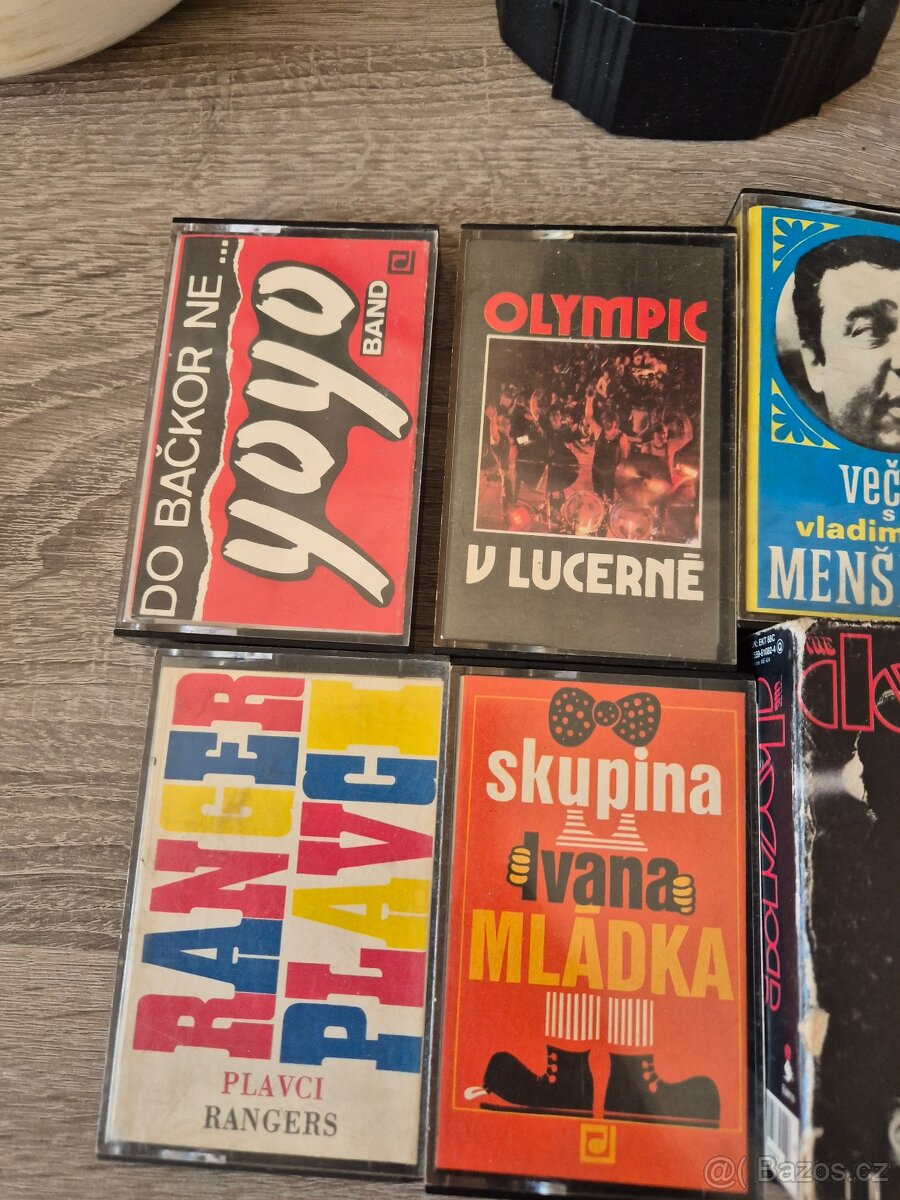 DO BAČKOR NE...
yoyo
BAND
OLYMPIC
V LUCERNĚ
več
s
vladim
MENŠ
RANGER
PLAVCI
PLAVCI
RANGERS
skupina
Ivana
MLÁDKA
THE
@ Bazos.cz